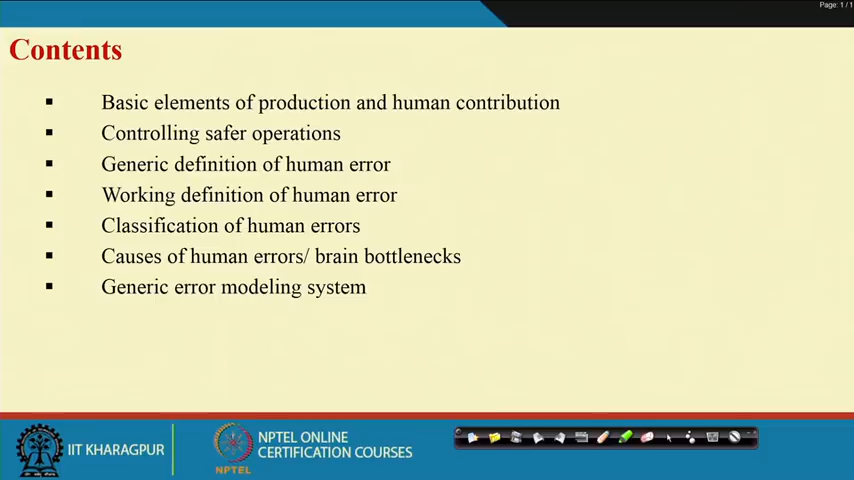 Page: 1 / 1
Contents
▪ Basic elements of production and human contribution
▪ Controlling safer operations
▪ Generic definition of human error
▪ Working definition of human error
▪ Classification of human errors
▪ Causes of human errors/ brain bottlenecks
▪ Generic error modeling system
IIT KHARAGPUR
NPTEL
NPTEL ONLINE
CERTIFICATION COURSES